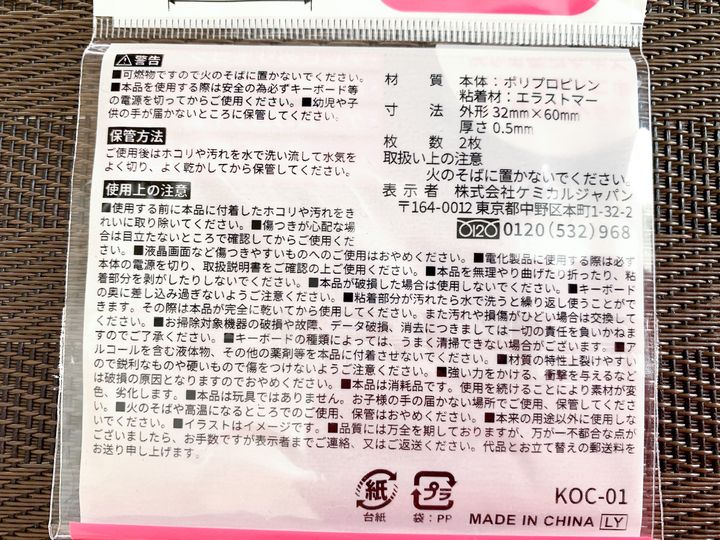 ⚠警告
■可燃物ですので火のそばに置かないでください。
■本品を使用する際は安全の為必ずキーボード等
の電源を切ってからご使用ください。■幼児や子
供の手が届かないところに保管してください。
保管方法
ご使用後はホコリや汚れを水で洗い流して水気を
よく切り、よく乾かしてから保管してください。
材質 本体：ポリプロピレン
粘着材：エラストマー
寸法 外形 32mm×60mm
厚さ 0.5mm
枚数 2枚
取扱い上の注意
火のそばに置かないでください。
表示者 株式会社ケミカルジャパン
〒164-0012 東京都中野区本町1-32-2
0120(532)968
使用上の注意
■使用する前に本品に付着したホコリや汚れをき
れいに取り除いてください。■傷つきが心配な場
合は目立たないところで確認してからご使用くだ
さい。■液晶画面など傷つきやすいものへのご使用はおやめください。■電化製品に使用する際は必ず
本体の電源を切り、取扱説明書をご確認の上ご使用ください。■本品を無理やり曲げたり折ったり、粘
着部分を剥がしたりしないでください。■本品が破損した場合は使用しないでください。■キーボード
の奥に差し込み過ぎないようご注意ください。■粘着部分が汚れたら水で洗うと繰り返し使うことがで
きます。その際は本品が完全に乾いてから使用してください。また汚れや損傷がひどい場合は交換して
ください。■お掃除対象機器の破損や故障、データ破損、消去につきましては一切の責任を負いかねま
すのでご了承ください。■キーボードの種類によっては、うまく清掃できない場合がございます。■ア
ルコールを含む液体物、その他の薬剤等を本品に付着させないでください。■材質の特性上裂けやすい
ので鋭利なものや硬いもので傷をつけないようご注意ください。■強い力をかける、衝撃を与えるなど
は破損の原因となりますのでおやめください。■本品は消耗品です。使用を続けることにより素材が変
色、劣化します。■本品は玩具ではありません。お子様の手の届かない場所でご使用、保管してくださ
い。■火のそばや高温になるところでのご使用、保管はおやめください。■本来の用途以外に使用しな
いでください。■イラストはイメージです。■品質には万全を期しておりますが、万が一不都合な点が
ございましたら、お手数ですが表示者までご連絡、又はご返送ください。代品とお立て替えの郵送料を
お送り申し上げます。
紙
台紙
プラ
袋：PP
KOC-01
MADE IN CHINA LY